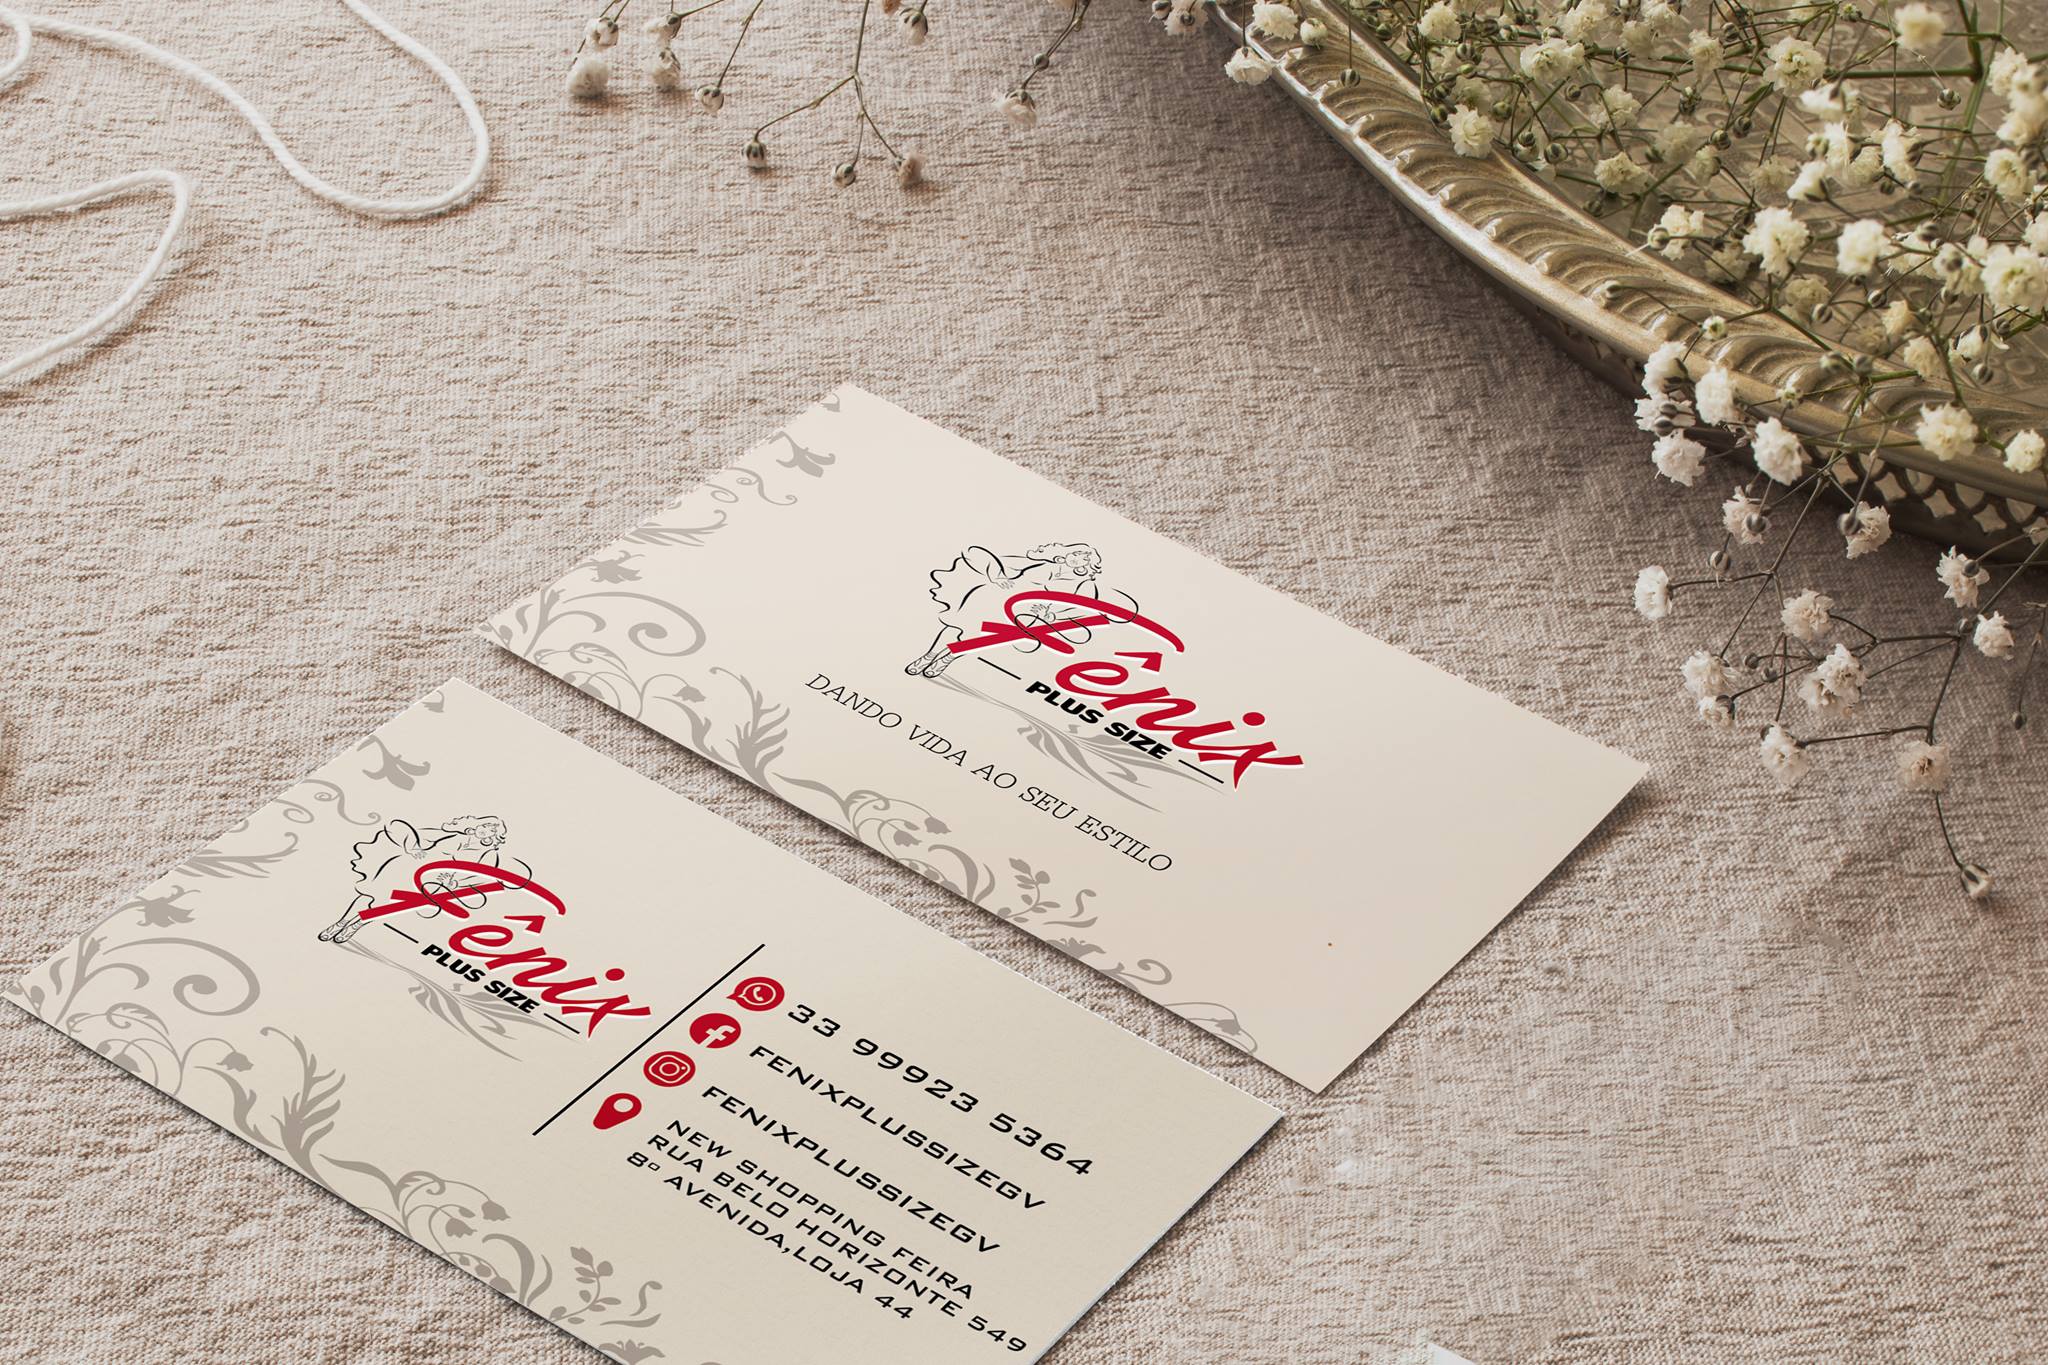 Fênix
PLUS SIZE
DANDO VIDA AO SEU ESTILO
Fênix
PLUS SIZE
33 99923 5364
FENIXPLUSSIZEGV
FENIXPLUSSIZEGV
NEW SHOPPING FEIRA
RUA BELO HORIZONTE 549
8º AVENIDA,LOJA 44